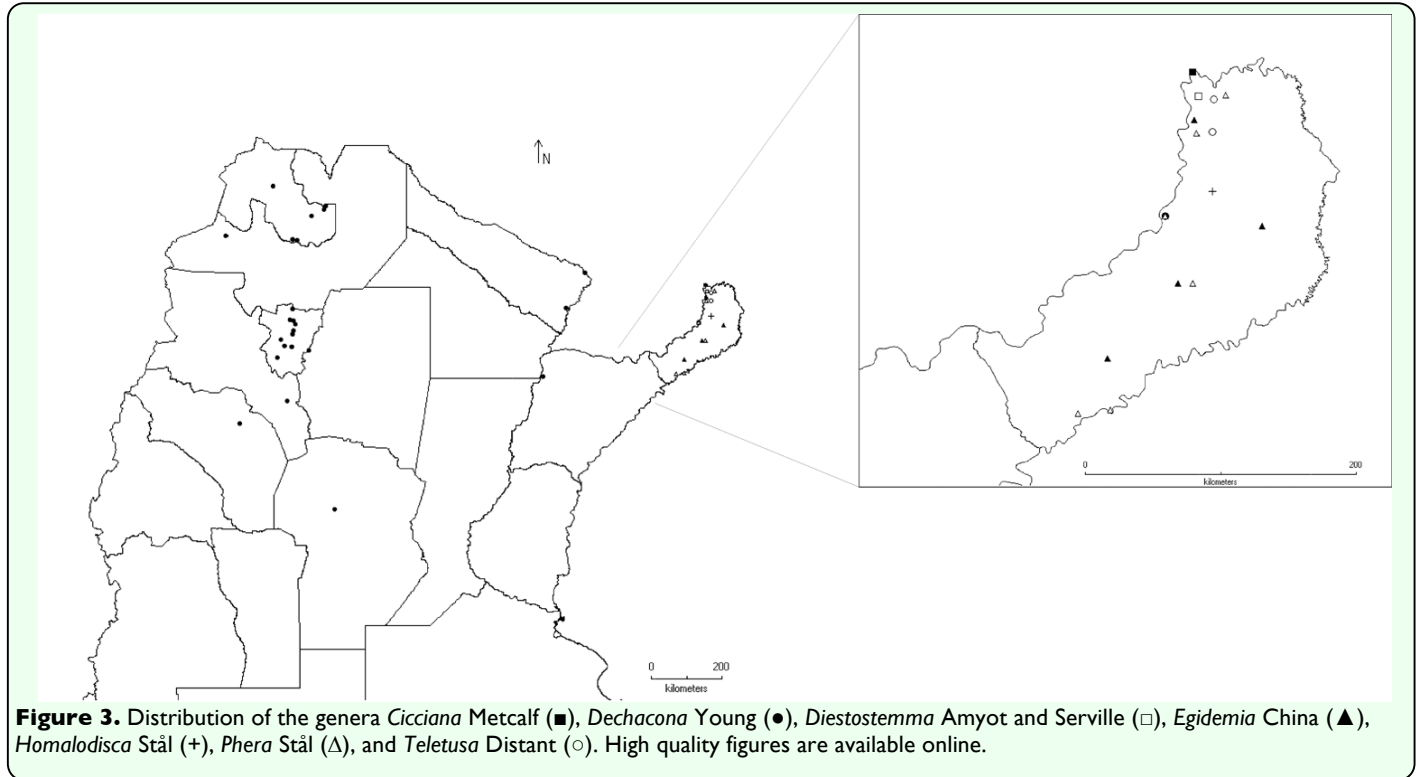 N
0 200
kilometers
0 200
kilometers
Figure 3. Distribution of the genera Cicciana Metcalf (■), Dechacona Young (●), Diestostemma Amyot and Serville (□), Egidemia China (▲),
Homalodisca Stål (+), Phera Stål (Δ), and Teletusa Distant (○). High quality figures are available online.